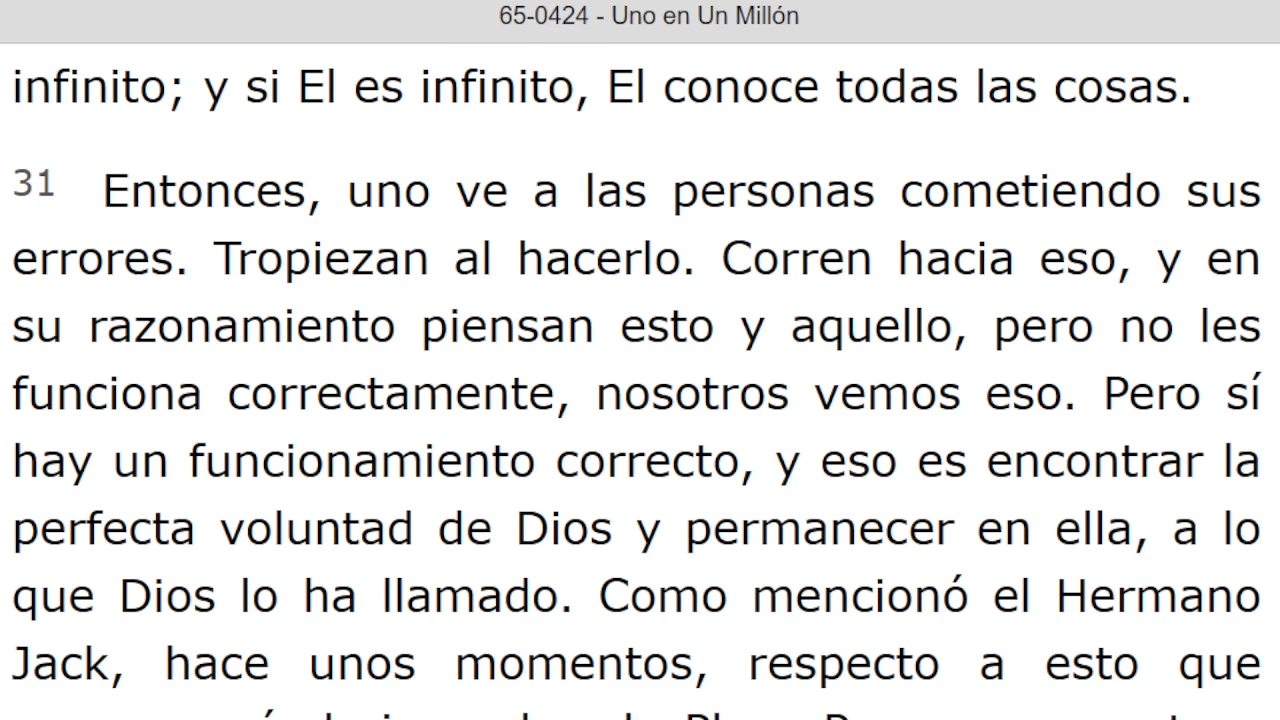 65-0424 - Uno en Un Millón
infinito; y si El es infinito, El conoce todas las cosas.
31 Entonces, uno ve a las personas cometiendo sus
errores. Tropiezan al hacerlo. Corren hacia eso, y en
su razonamiento piensan esto y aquello, pero no les
funciona correctamente, nosotros vemos eso. Pero sí
hay un funcionamiento correcto, y eso es encontrar la
perfecta voluntad de Dios y permanecer en ella, a lo
que Dios lo ha llamado. Como mencionó el Hermano
Jack, hace unos momentos, respecto a esto que